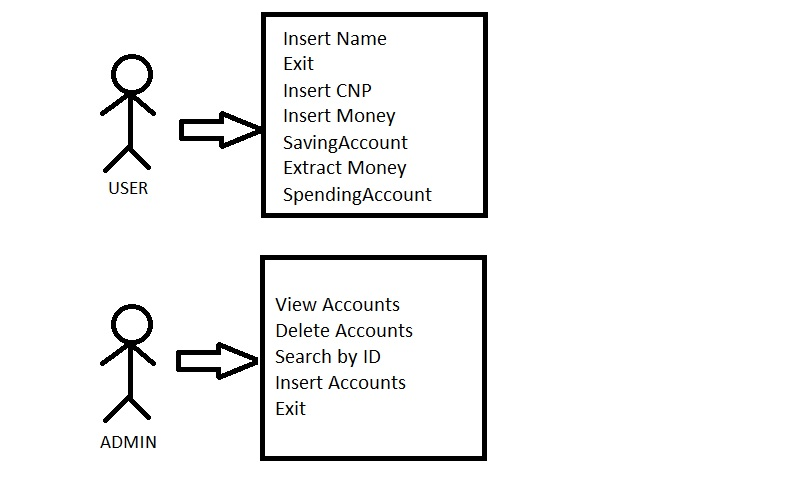 Insert Name
Exit
Insert CNP
Insert Money
SavingAccount
Extract Money
SpendingAccount
USER
View Accounts
Delete Accounts
Search by ID
Insert Accounts
Exit
ADMIN